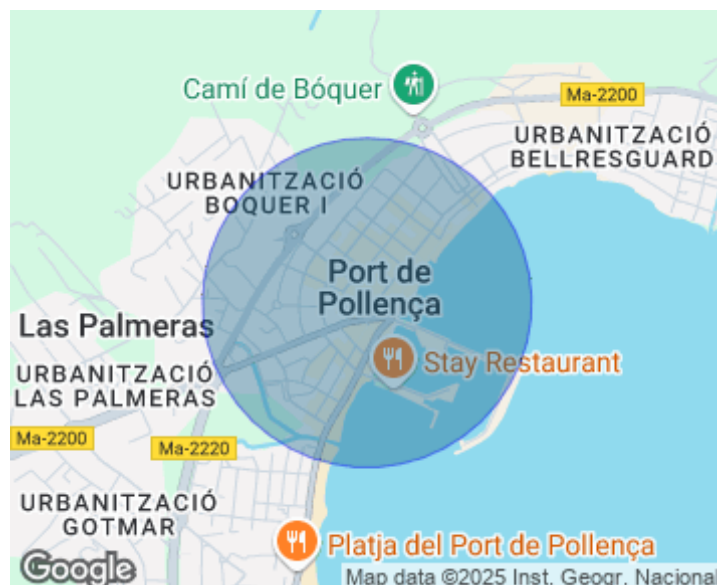 Camí de Bóquer
Ma-2200
URBANITZACIÓ
BELLRESGUARD
URBANITZACIÓ
BOQUER I
Port de
Pollença
Las Palmeras
Stay Restaurant
URBANITZACIÓ
LAS PALMERAS
Ma-2200
Ma-2220
URBANITZACIÓ
GOTMAR
Platja del Port de Pollença
Google
Map data ©2025 Inst. Geogr. Nacional